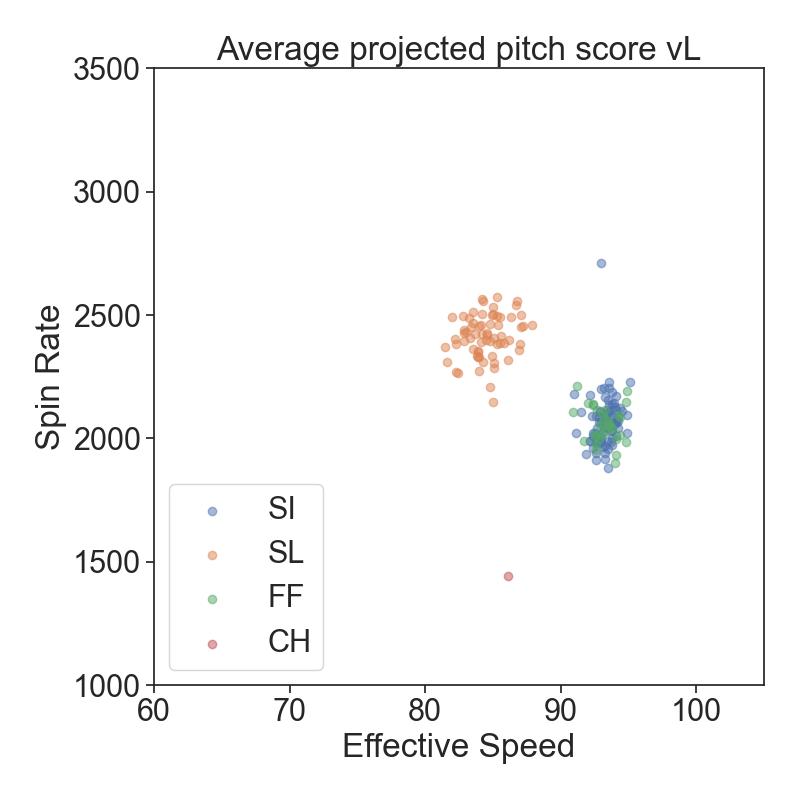 Average projected pitch score vL
3500
3000
2500
2000
1500
1000
Spin Rate
SI
SL
FF
CH
60 70 80 90 100
Effective Speed